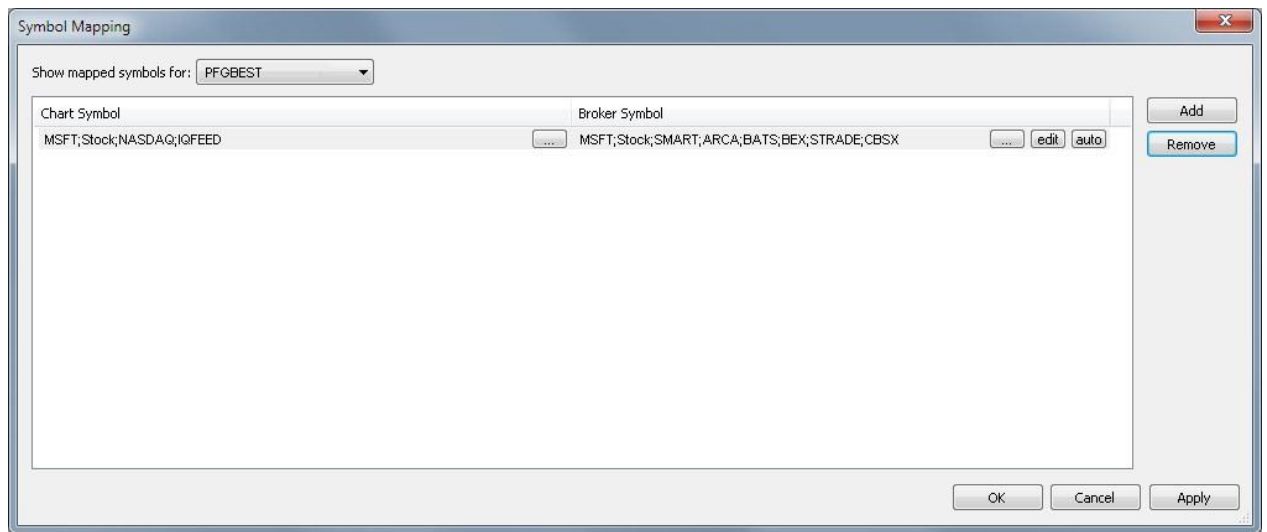 Symbol Mapping
Show mapped symbols for: PFGBEST
Chart Symbol Broker Symbol Add
MSFT;Stock;NASDAQ;IQFEED ... MSFT;Stock;SMART;ARCA;BATS;BEX;STRADE;CBSX ... edit auto Remove
OK Cancel Apply